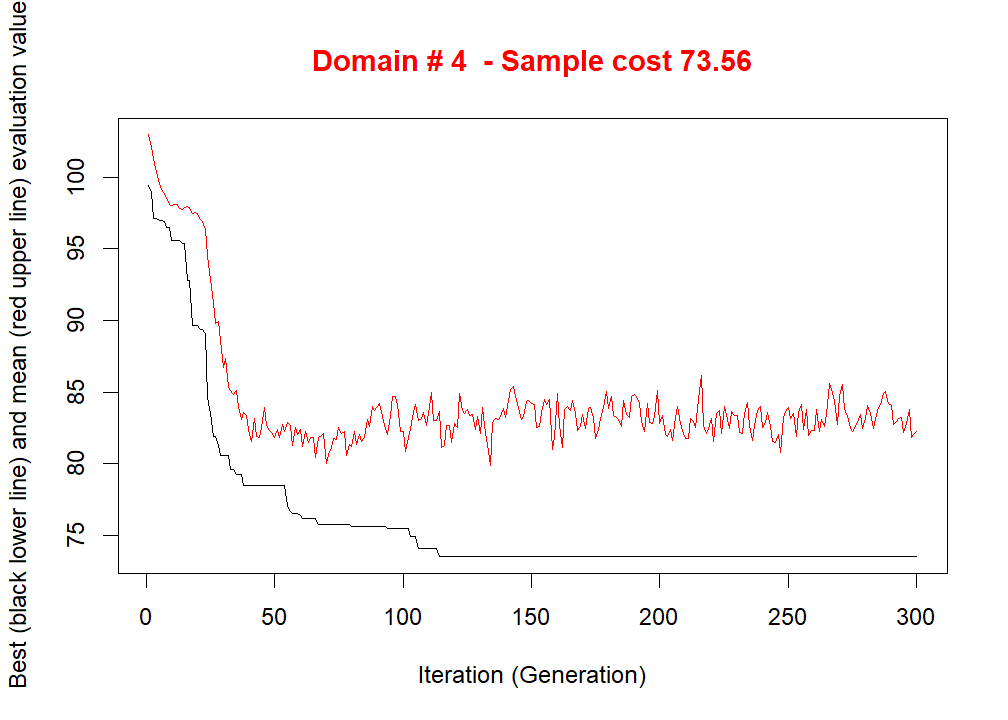 Domain # 4  - Sample cost 73.56
Best (black lower line) and mean (red upper line) evaluation value
100
95
90
85
80
75
0 50 100 150 200 250 300
Iteration (Generation)